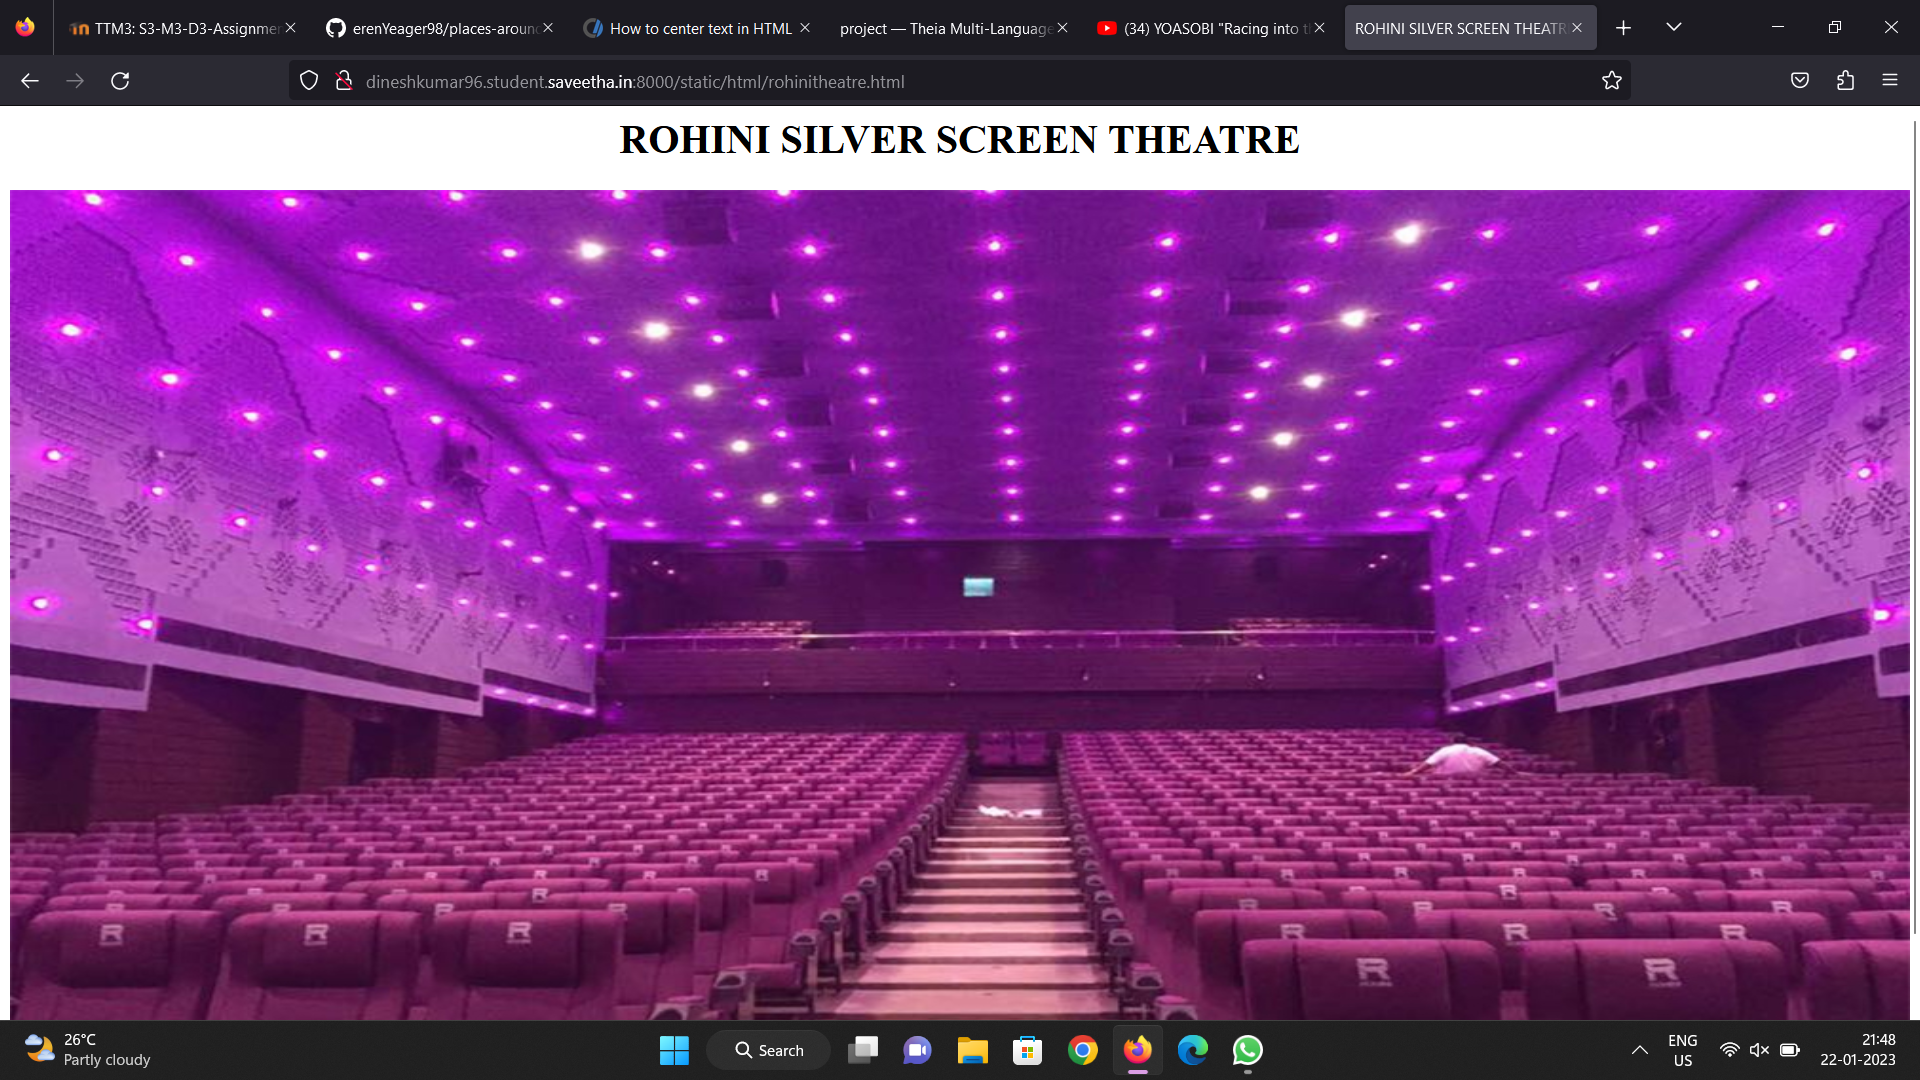 TTM3: S3-M3-D3-Assignmen
erenYeager98/places-aroun
How to center text in HTML
project — Theia Multi-Language
(34) YOASOBI "Racing into t
ROHINI SILVER SCREEN THEATR
dineshkumar96.student.saveetha.in:8000/static/html/rohinitheatre.html
ROHINI SILVER SCREEN THEATRE
R R R
R R
26°C
Partly cloudy
Search
ENG
US
21:48
22-01-2023